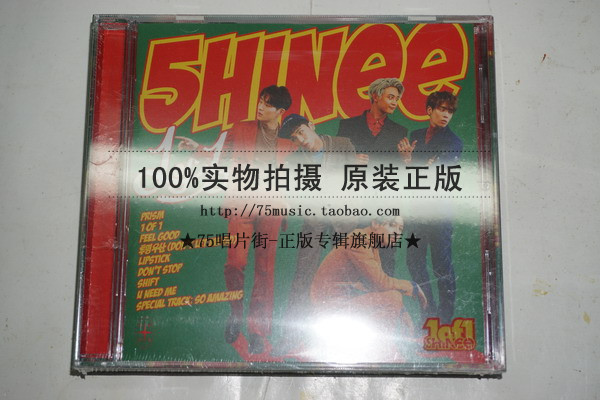 SHINee
100%实物拍摄 原装正版
http://75music.taobao.com
★75唱片街-正版专辑旗舰店★
PRISM
1 OF 1
FEEL GOOD
LIPSTICK
DON'T STOP
SHIFT
U NEED ME
SPECIAL TRACK: SO AMAZING
1of1
SHINee